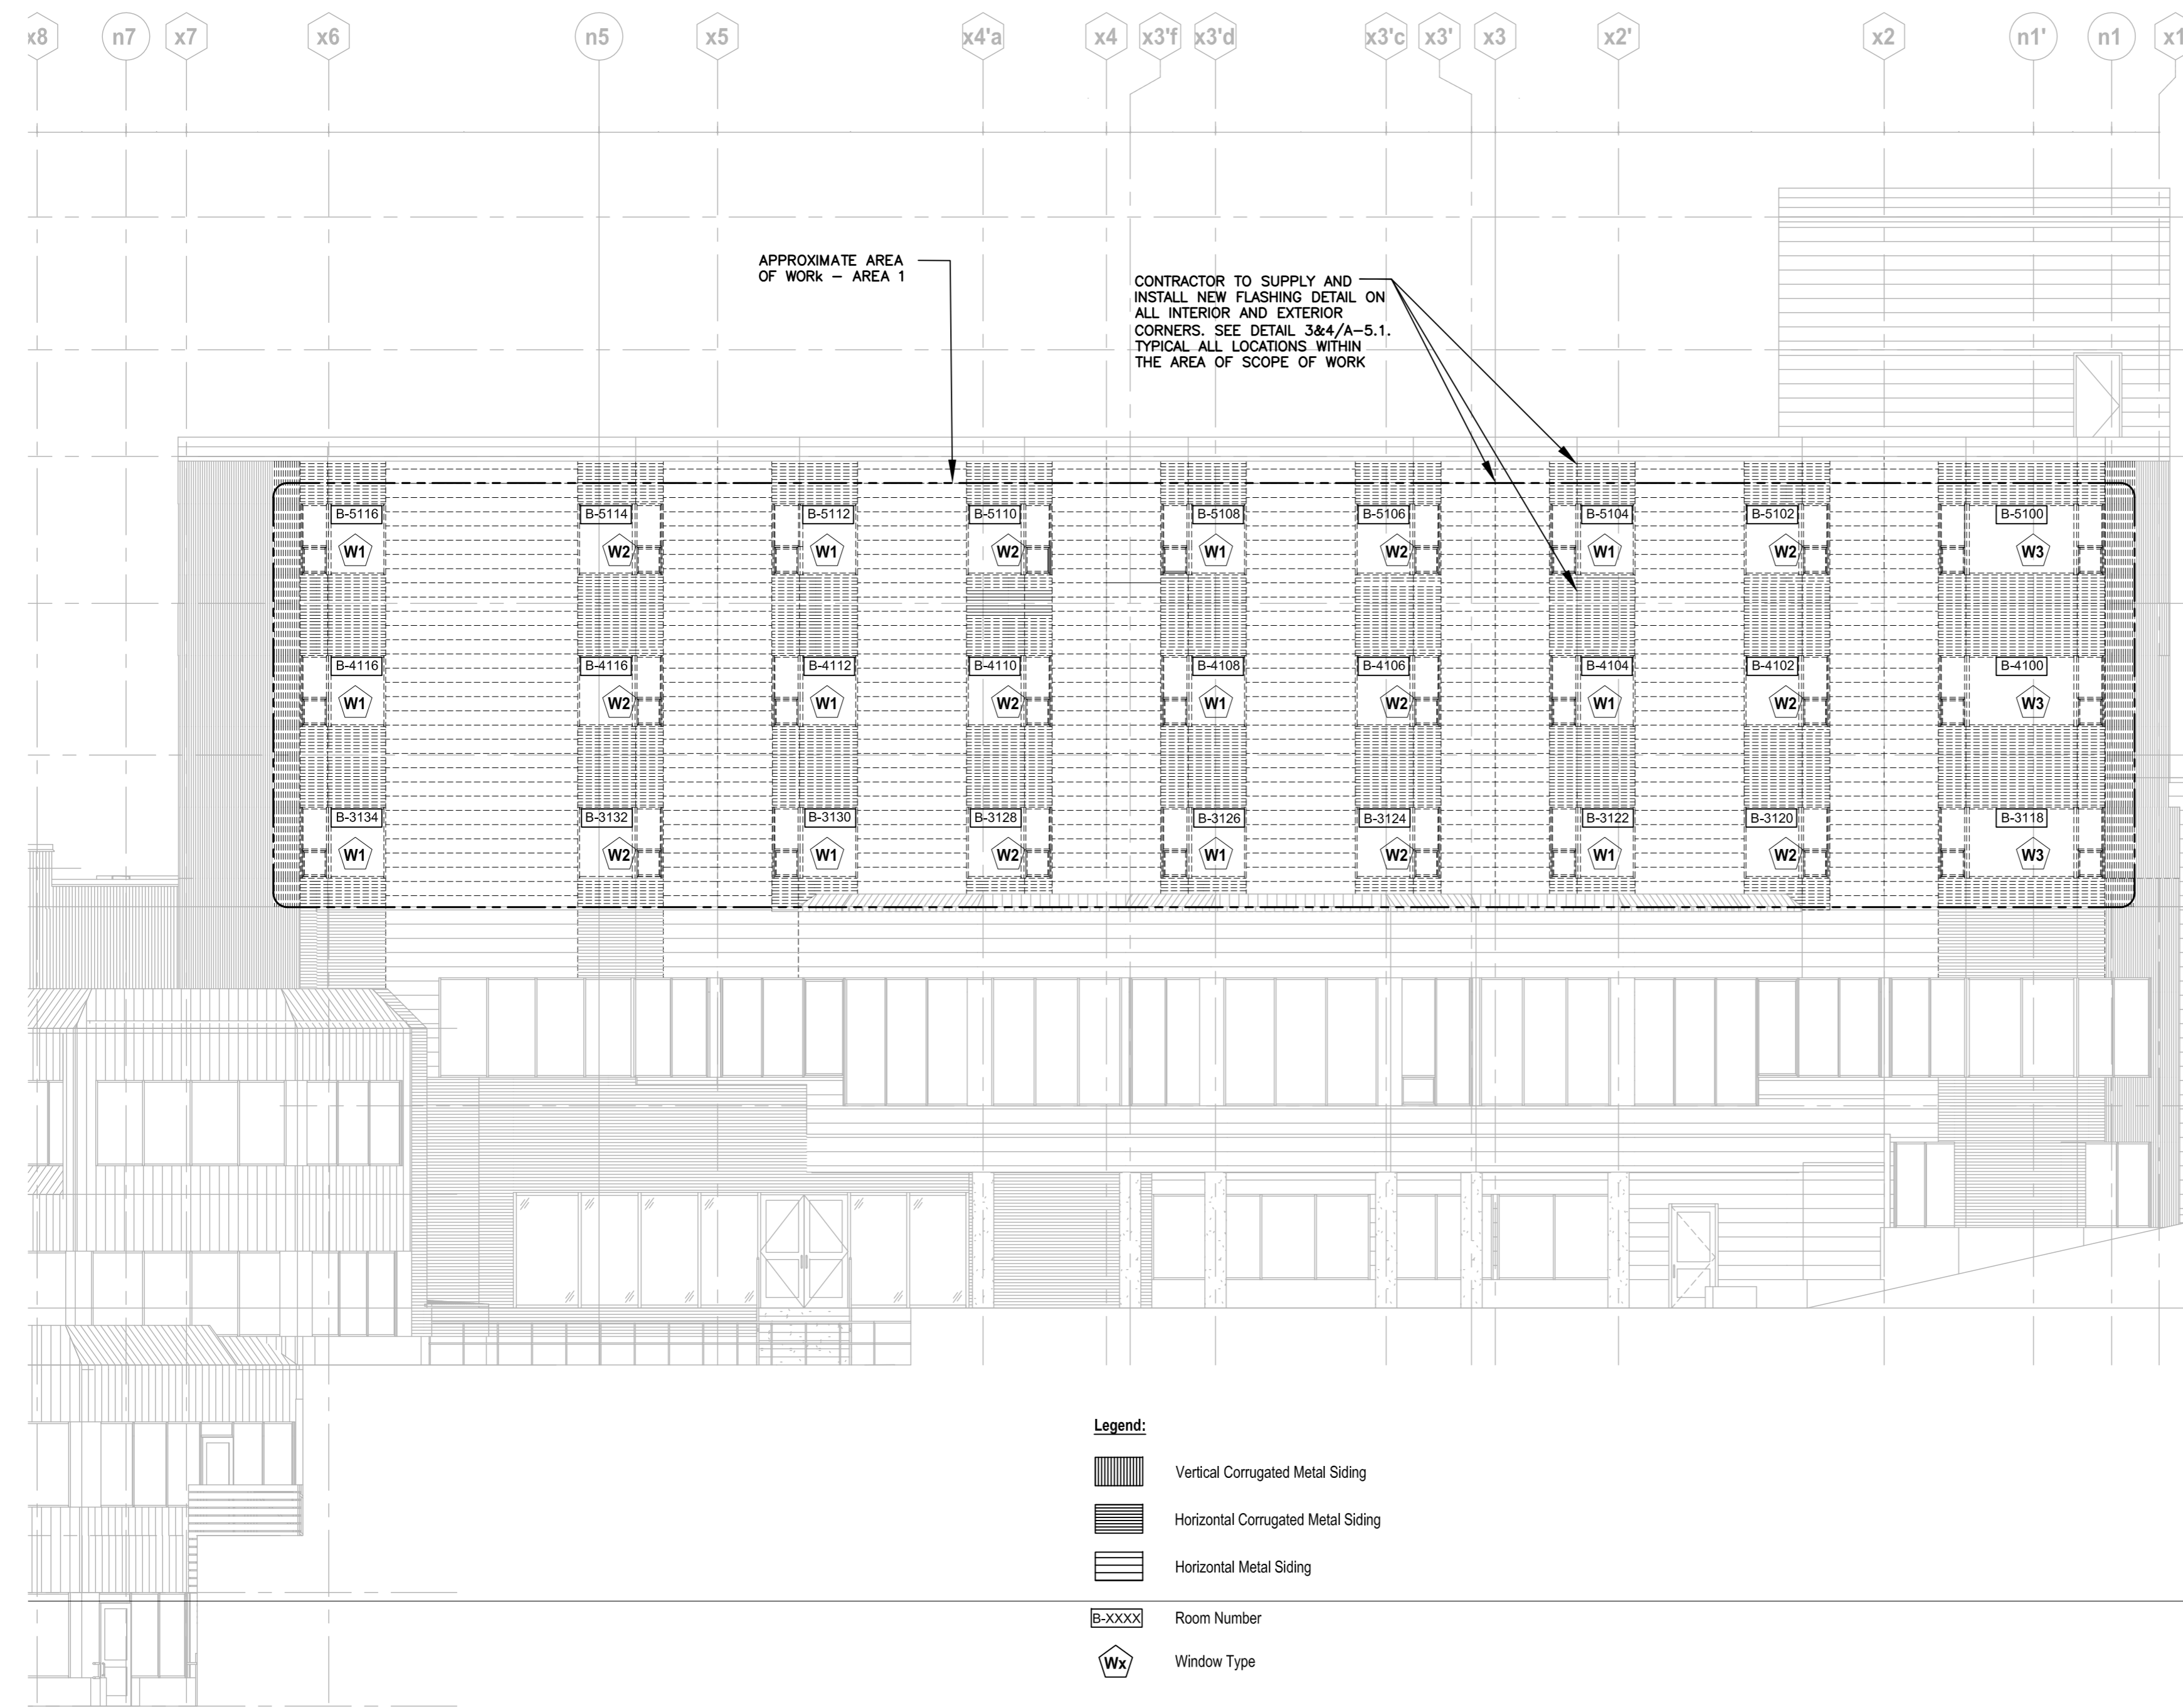 x8 n7 x7 x6 n5 x5 x4'a x4 x3'f x3'd x3'c x3' x3 x2' x2 n1' n1 x1
APPROXIMATE AREA
OF WORk — AREA 1
CONTRACTOR TO SUPPLY AND
INSTALL NEW FLASHING DETAIL ON
ALL INTERIOR AND EXTERIOR
CORNERS. SEE DETAIL 3&4/A-5.1.
TYPICAL ALL LOCATIONS WITHIN
THE AREA OF SCOPE OF WORK
B-5116 B-5114 B-5112 B-5110 B-5108 B-5106 B-5104 B-5102 B-5100
W1 W2 W1 W2 W1 W2 W1 W2 W3
B-4116 B-4116 B-4112 B-4110 B-4108 B-4106 B-4104 B-4102 B-4100
W1 W2 W1 W2 W1 W2 W1 W2 W3
B-3134 B-3132 B-3130 B-3128 B-3126 B-3124 B-3122 B-3120 B-3118
W1 W2 W1 W2 W1 W2 W1 W2 W3
Legend:
Vertical Corrugated Metal Siding
Horizontal Corrugated Metal Siding
Horizontal Metal Siding
B-XXXX Room Number
Wx Window Type